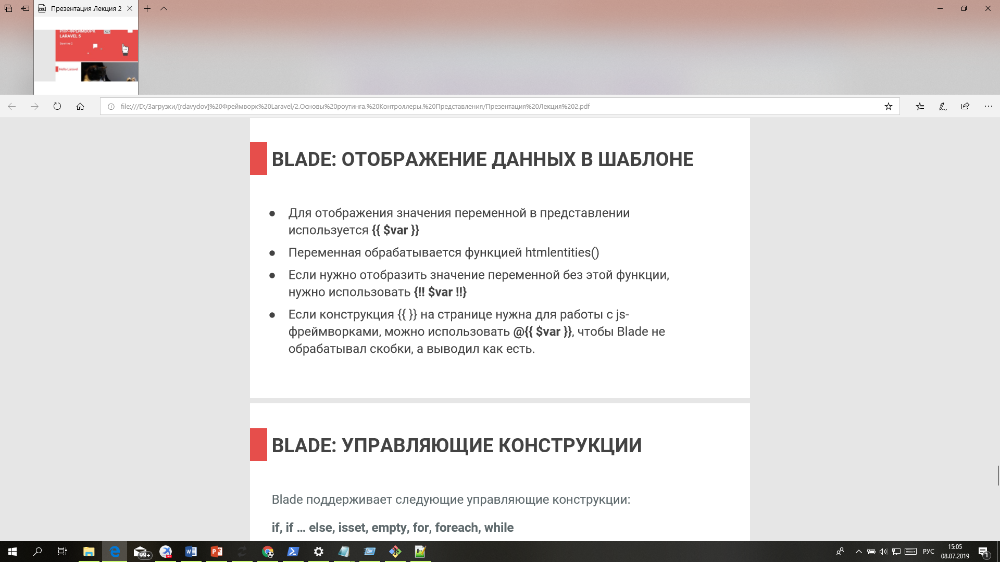 Презентация Лекция 2
PHP-ФРЕЙМВОРК
LARAVEL 5
Занятие 2
Hello Laravel
file:///D:/Загрузки/[rdavydov]%20Фреймворк%20Laravel/2.Основы%20роутинга.%20Контроллеры.%20Представления/Презентация%20Лекция%202.pdf
BLADE: ОТОБРАЖЕНИЕ ДАННЫХ В ШАБЛОНЕ
● Для отображения значения переменной в представлении
используется {{ $var }}
● Переменная обрабатывается функцией htmlentities()
● Если нужно отобразить значение переменной без этой функции,
нужно использовать {!! $var !!}
● Если конструкция {{ }} на странице нужна для работы с js-
фреймворками, можно использовать @{{ $var }}, чтобы Blade не
обрабатывал скобки, а выводил как есть.
BLADE: УПРАВЛЯЮЩИЕ КОНСТРУКЦИИ
Blade поддерживает следующие управляющие конструкции:
if, if … else, isset, empty, for, foreach, while
99+
РУС
15:05
08.07.2019
1